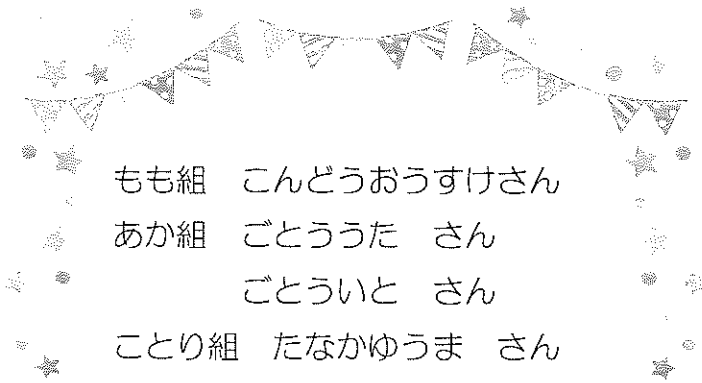 もも組　こんどうおうすけさん
あか組　ごとううた　さん
ごとういと　さん
ことり組　たなかゆうま　さん